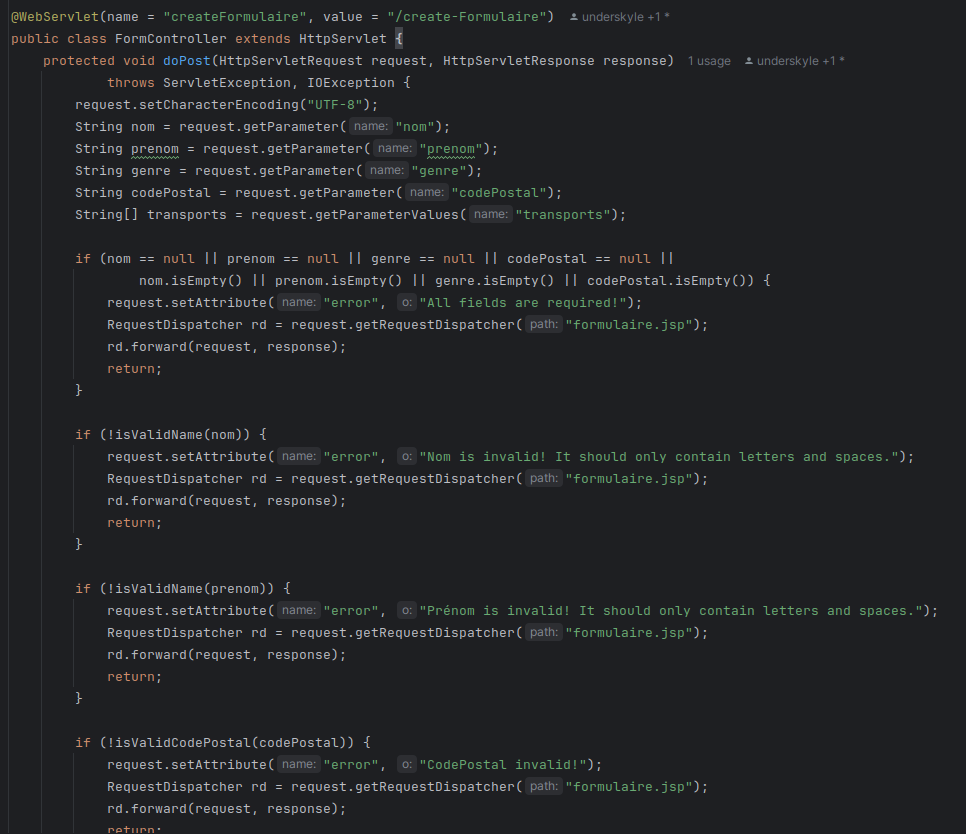 @WebServlet(name = "createFormulaire", value = "/create-Formulaire") underskyle +1 *
public class FormController extends HttpServlet {
protected void doPost(HttpServletRequest request, HttpServletResponse response) 1 usage underskyle +1 *
throws ServletException, IOException {
request.setCharacterEncoding("UTF-8");
String nom = request.getParameter( name: "nom");
String prenom = request.getParameter( name: "prenom");
String genre = request.getParameter( name: "genre");
String codePostal = request.getParameter( name: "codePostal");
String[] transports = request.getParameterValues( name: "transports");
if (nom == null || prenom == null || genre == null || codePostal == null ||
nom.isEmpty() || prenom.isEmpty() || genre.isEmpty() || codePostal.isEmpty()) {
request.setAttribute( name: "error", o: "All fields are required!");
RequestDispatcher rd = request.getRequestDispatcher( path: "formulaire.jsp");
rd.forward(request, response);
return;
}
if (!isValidName(nom)) {
request.setAttribute( name: "error", o: "Nom is invalid! It should only contain letters and spaces.");
RequestDispatcher rd = request.getRequestDispatcher( path: "formulaire.jsp");
rd.forward(request, response);
return;
}
if (!isValidName(prenom)) {
request.setAttribute( name: "error", o: "Prénom is invalid! It should only contain letters and spaces.");
RequestDispatcher rd = request.getRequestDispatcher( path: "formulaire.jsp");
rd.forward(request, response);
return;
}
if (!isValidCodePostal(codePostal)) {
request.setAttribute( name: "error", o: "CodePostal invalid!");
RequestDispatcher rd = request.getRequestDispatcher( path: "formulaire.jsp");
rd.forward(request, response);
return;